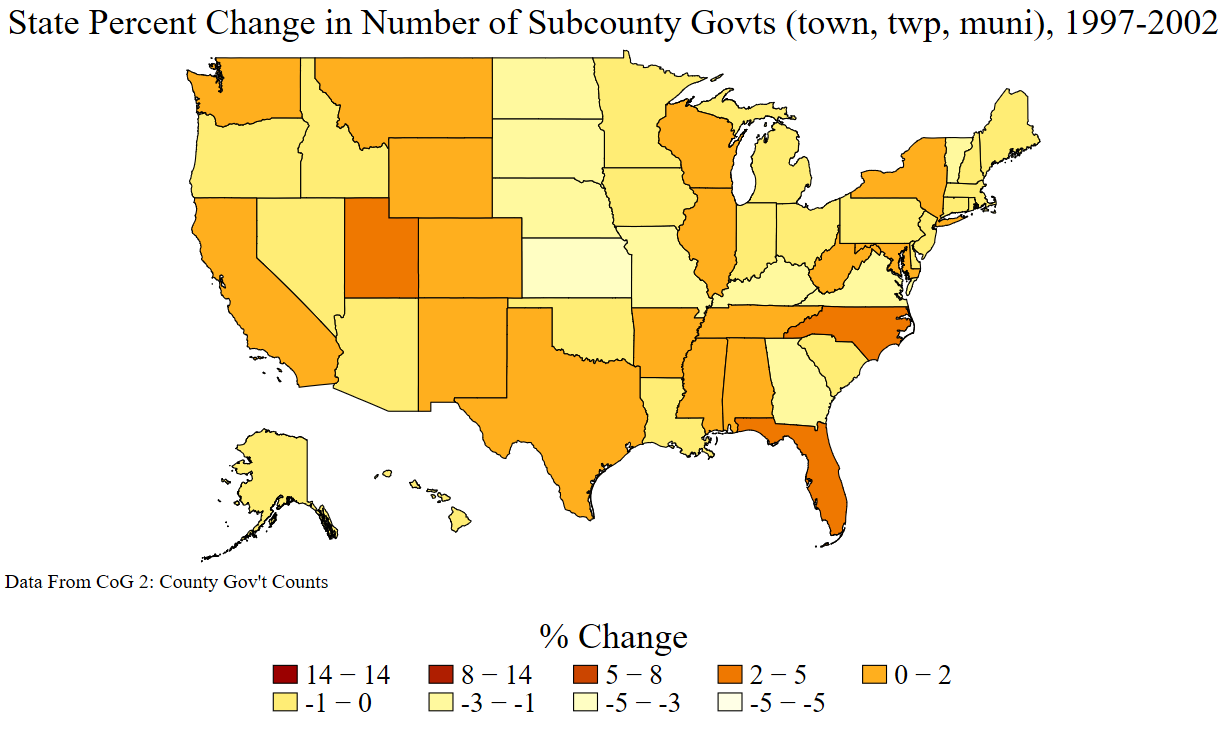 State Percent Change in Number of Subcounty Govts (town, twp, muni), 1997-2002
Data From CoG 2: County Gov't Counts
% Change
14 − 14 8 − 14 5 − 8 2 − 5 0 − 2
-1 − 0 -3 − -1 -5 − -3 -5 − -5